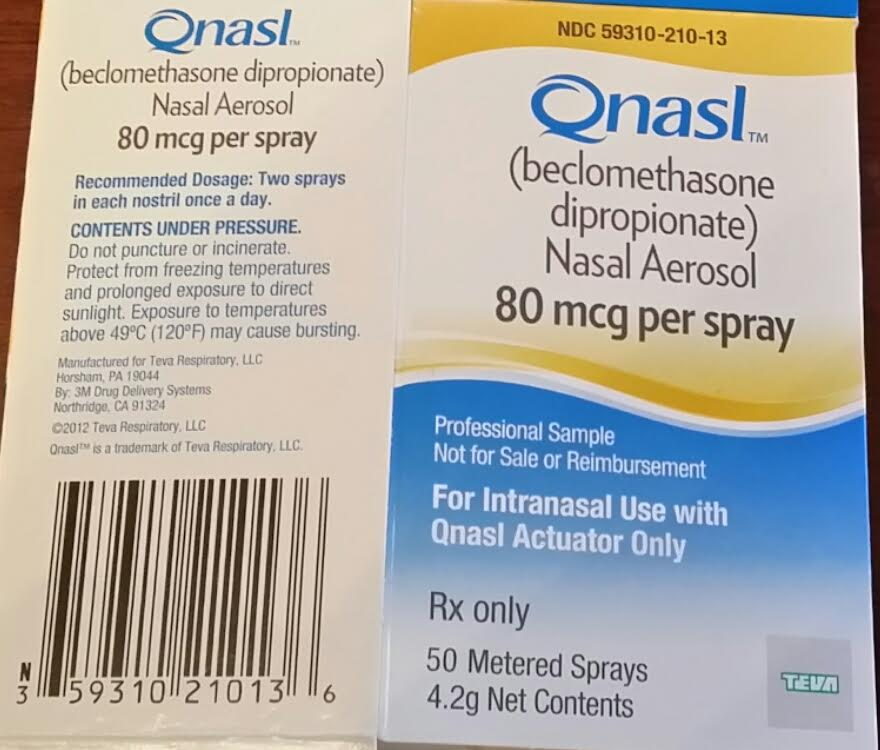 Qnasl™
(beclomethasone dipropionate)
Nasal Aerosol
80 mcg per spray
Recommended Dosage: Two sprays
in each nostril once a day.
CONTENTS UNDER PRESSURE.
Do not puncture or incinerate.
Protect from freezing temperatures
and prolonged exposure to direct
sunlight. Exposure to temperatures
above 49ºC (120ºF) may cause bursting.
Manufactured for Teva Respiratory, LLC
Horsham, PA 19044
By: 3M Drug Delivery Systems
Northridge, CA 91324
©2012 Teva Respiratory, LLC
Qnasl™ is a trademark of Teva Respiratory, LLC.
N
3 59310 21013 6
NDC 59310-210-13
Qnasl™
(beclomethasone
dipropionate)
Nasal Aerosol
80 mcg per spray
Professional Sample
Not for Sale or Reimbursement
For Intranasal Use with
Qnasl Actuator Only
Rx only
50 Metered Sprays
4.2g Net Contents
TEVA